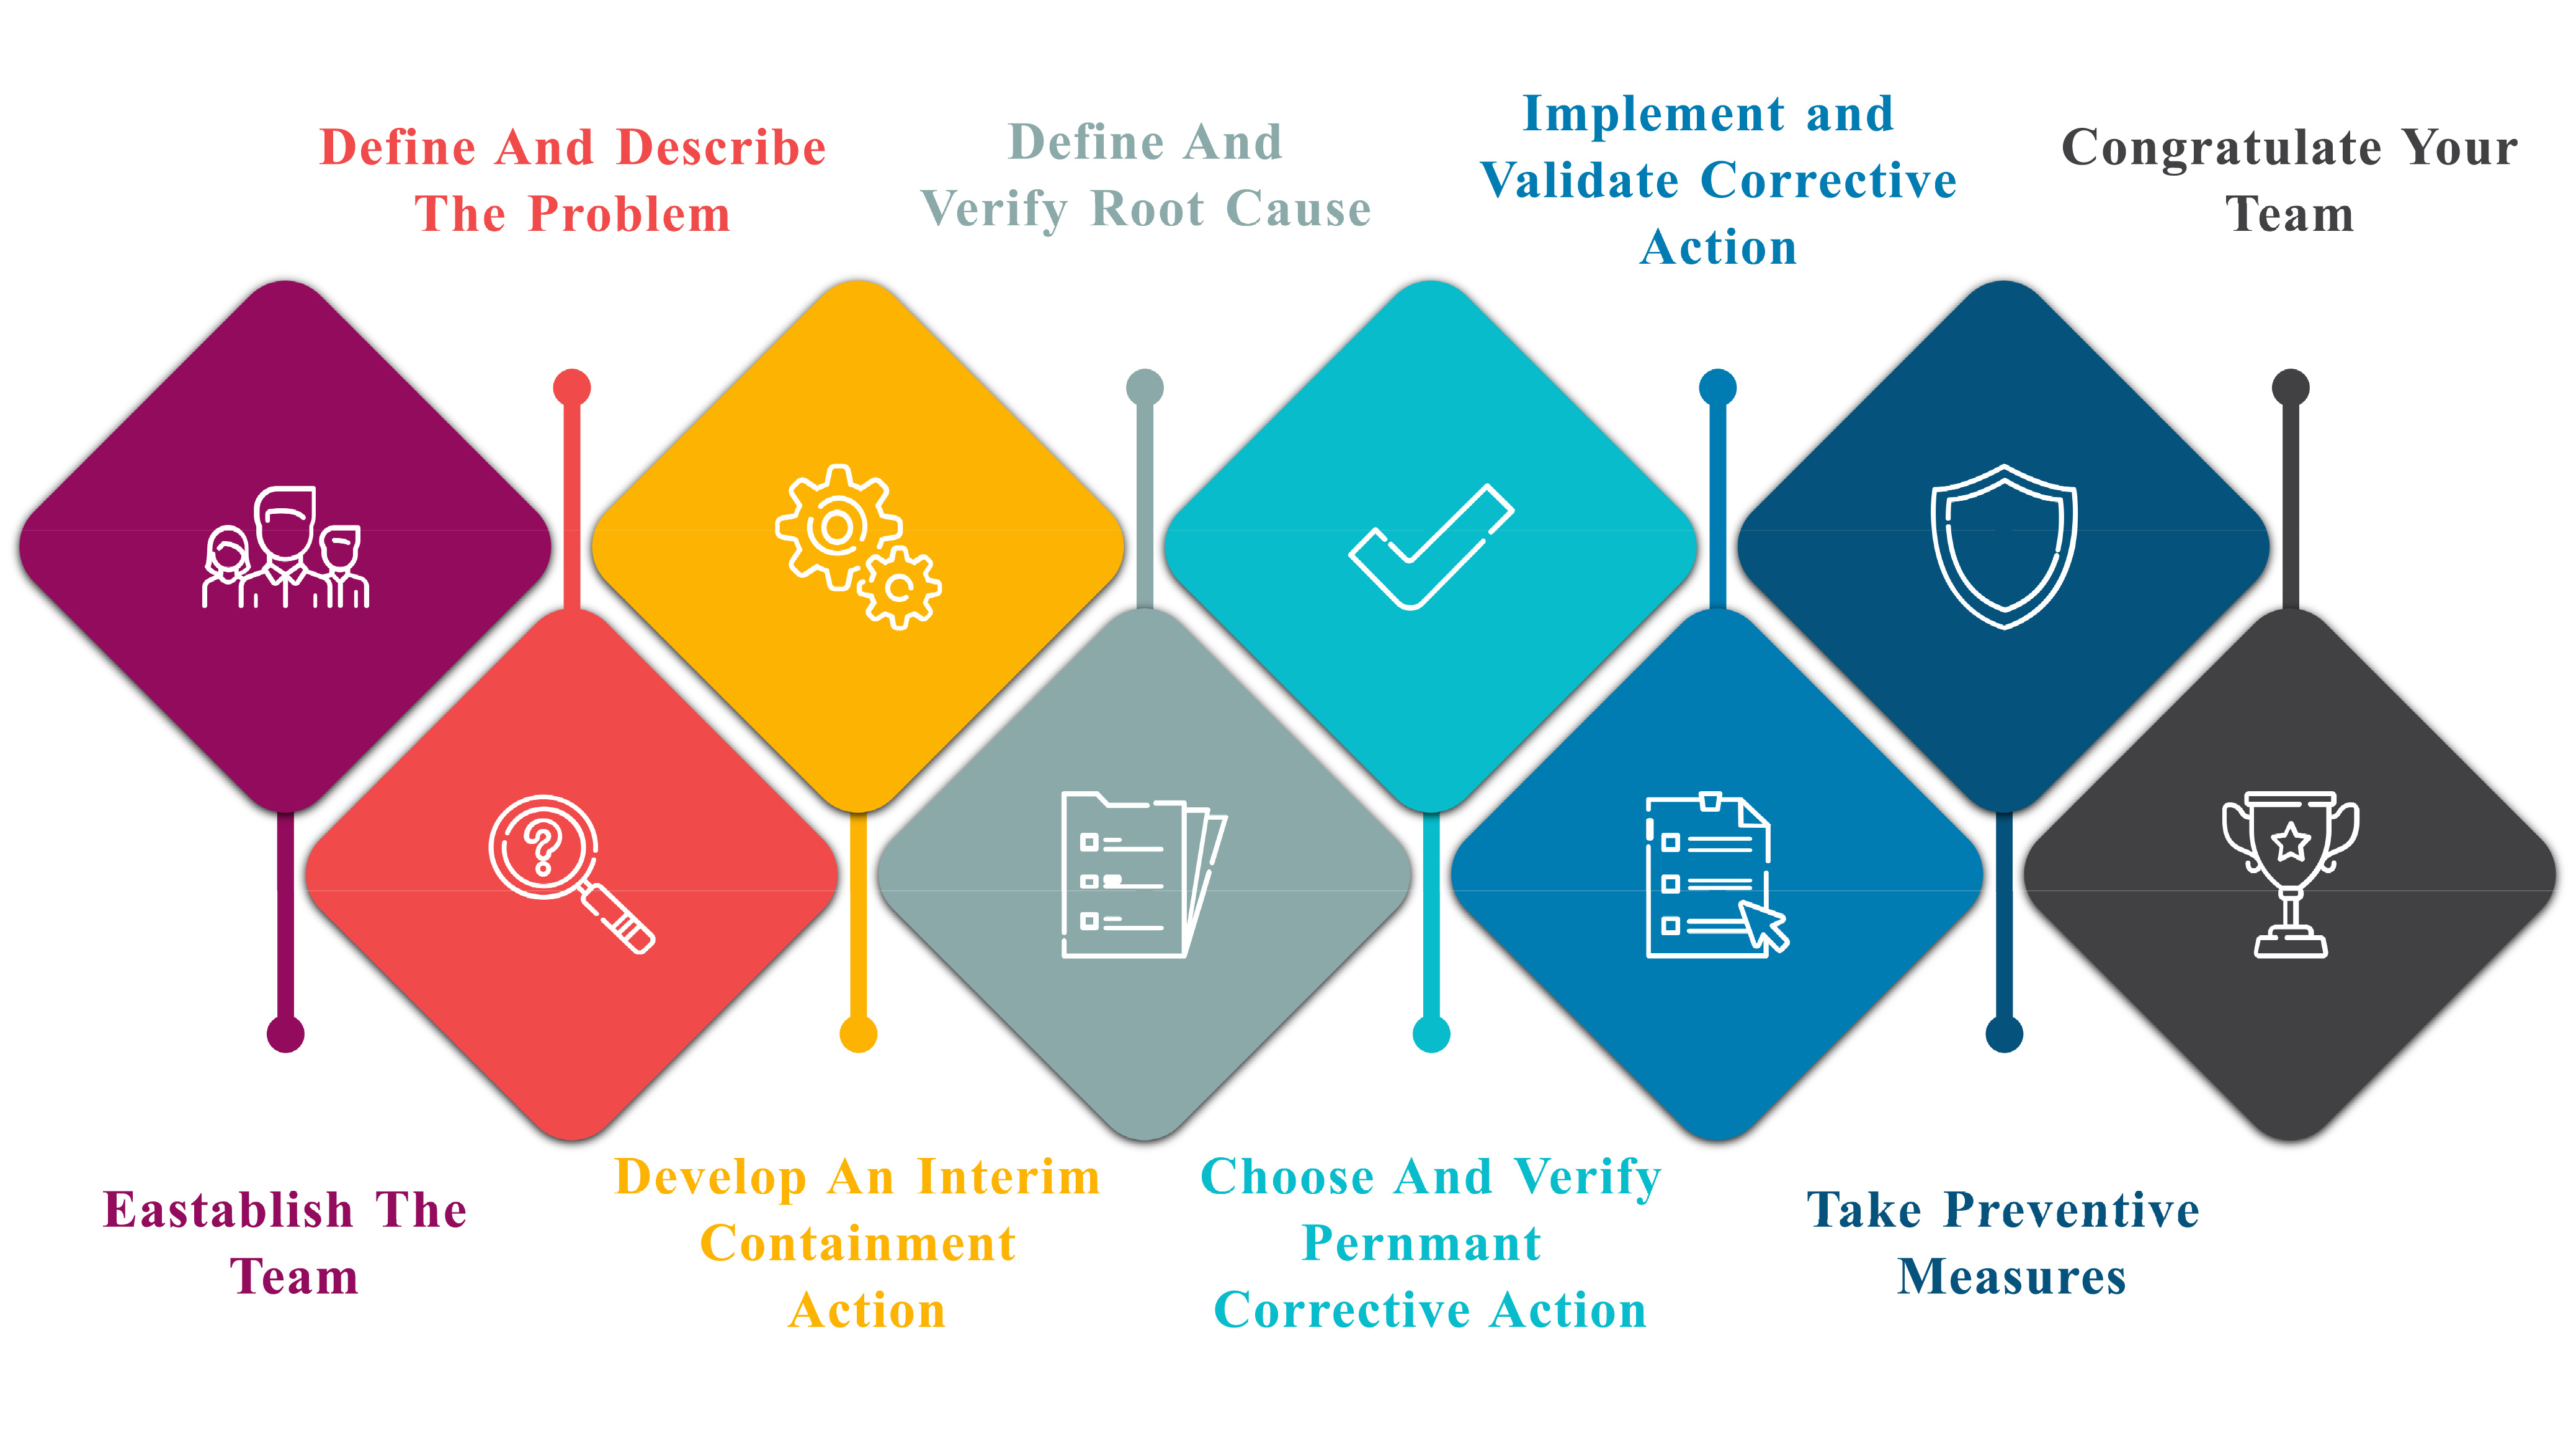 Define And Describe
The Problem
Define And
Verify Root Cause
Implement and
Validate Corrective
Action
Congratulate Your
Team
Eastablish The
Team
Develop An Interim
Containment
Action
Choose And Verify
Pernmant
Corrective Action
Take Preventive
Measures